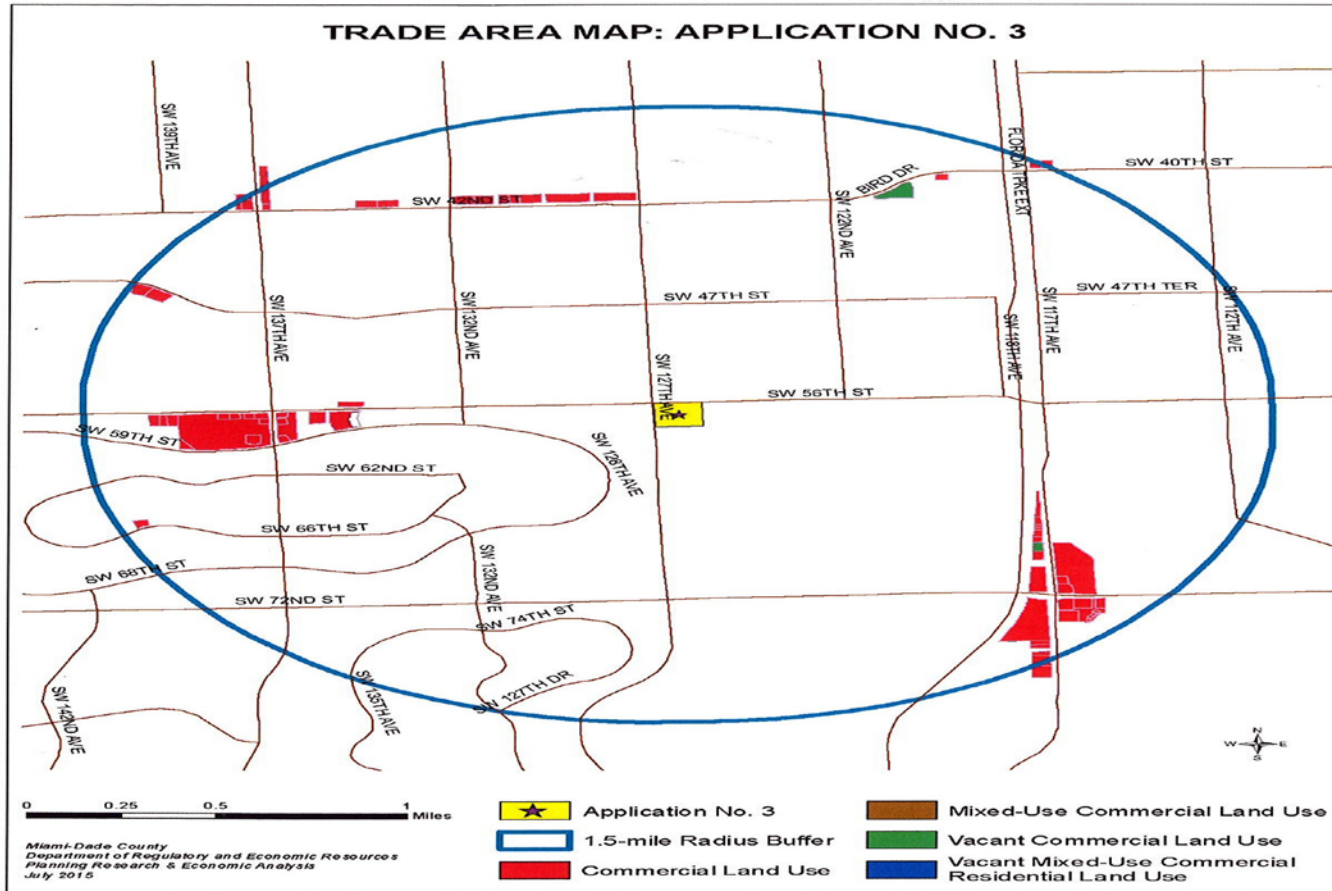 TRADE AREA MAP: APPLICATION NO. 3
SW 139TH AVE
FLORIDA TPKE EXT
SW 40TH ST
BIRD DR
SW 42ND ST
SW 122ND AVE
SW 47TH ST
SW 47TH TER
SW 137TH AVE
SW 132ND AVE
SW 118TH AVE
SW 117TH AVE
SW 112TH AVE
SW 127TH AVE
SW 56TH ST
SW 59TH ST
SW 128TH AVE
SW 62ND ST
SW 66TH ST
SW 68TH ST
SW 132ND AVE
SW 72ND ST
SW 74TH ST
SW 127TH DR
SW 135TH AVE
SW 142ND AVE
N
W E
S
0 0.25 0.5 1
Miles
Application No. 3
1.5-mile Radius Buffer
Commercial Land Use
Mixed-Use Commercial Land Use
Vacant Commercial Land Use
Vacant Mixed-Use Commercial
Residential Land Use
Miami-Dade County
Department of Regulatory and Economic Resources
Planning Research & Economic Analysis
July 2015